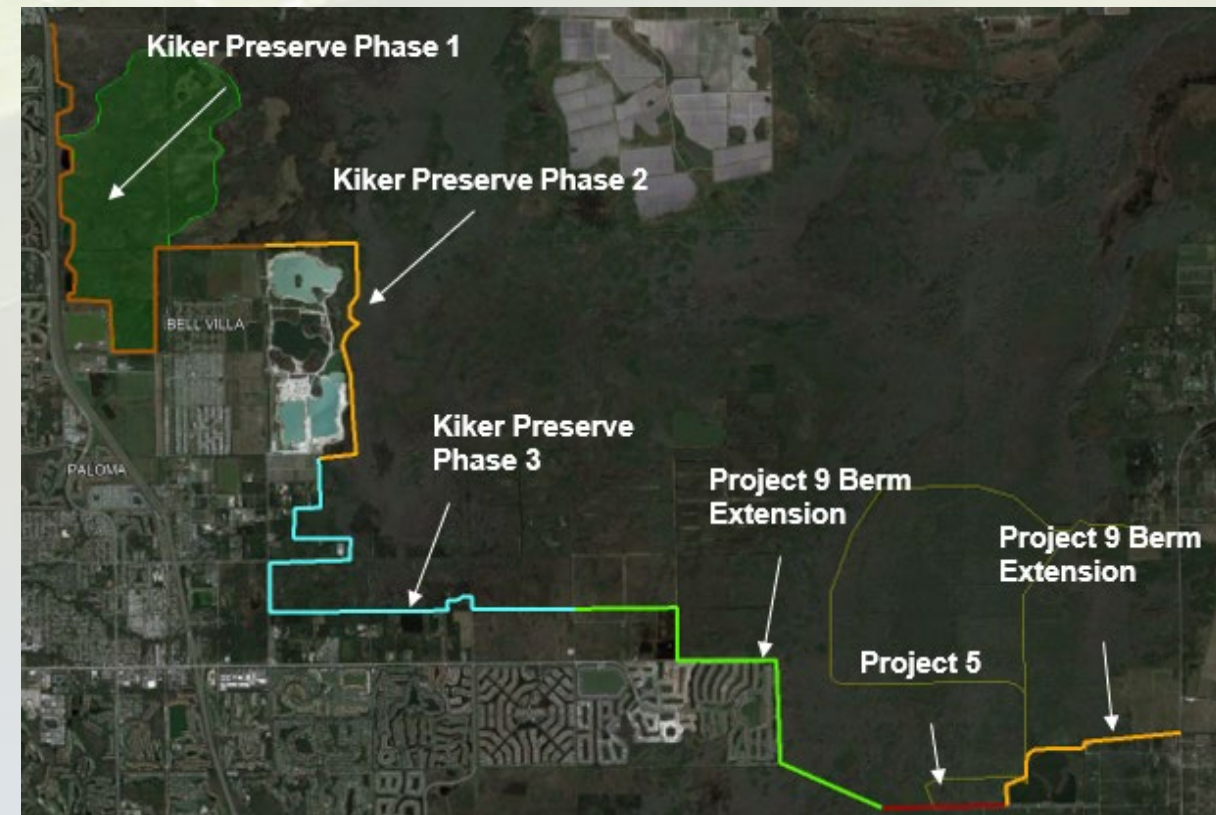 Kiker Preserve Phase 1
Kiker Preserve Phase 2
BELL VILLA
Kiker Preserve
Phase 3
PALOMA
Project 9 Berm
Extension
Project 9 Berm
Extension
Project 5